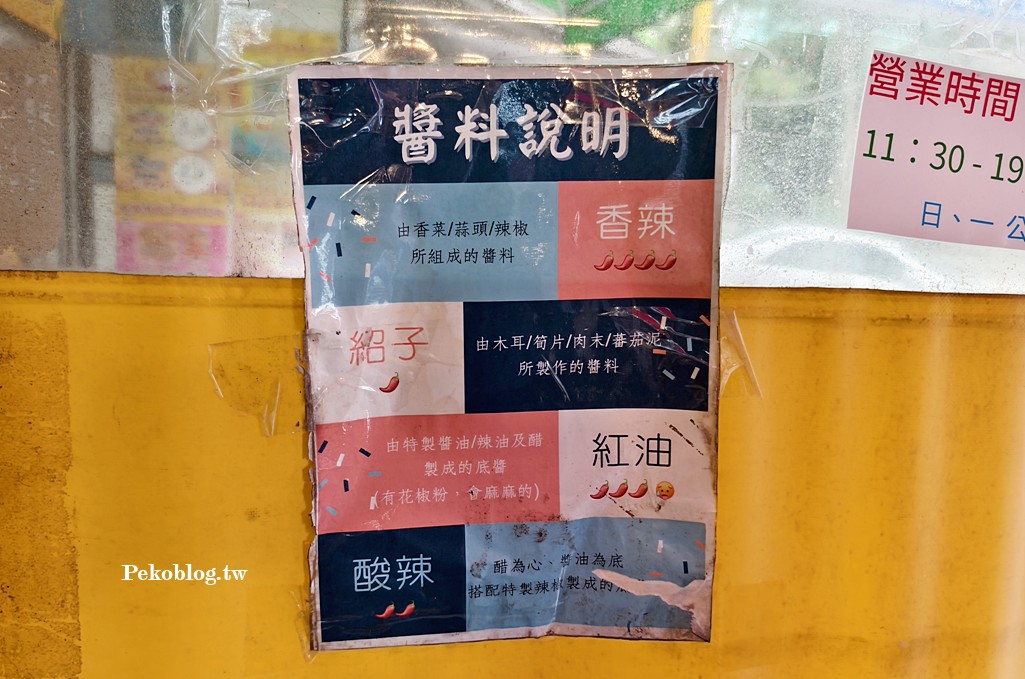 醬料說明
由香菜/蒜頭/辣椒
所組成的醬料
香辣
紹子
由木耳/筍片/肉末/蕃茄泥
所製作的醬料
由特製醬油/辣油及醋
製成的底醬
(有花椒粉，會麻麻的)
紅油
酸辣
醋為心、醬油為底
搭配特製辣椒製成的
營業時間
11：30 - 19
日、一 公
Pekoblog.tw